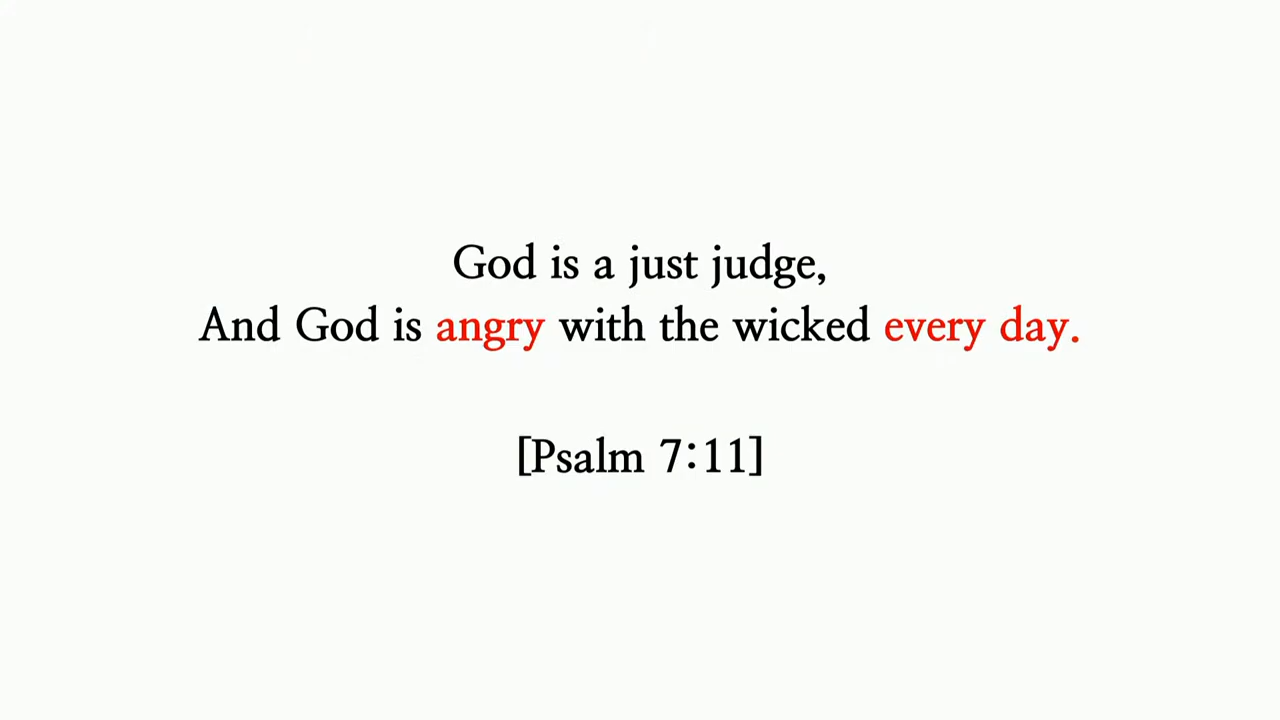 God is a just judge,
And God is angry with the wicked every day.
[Psalm 7:11]